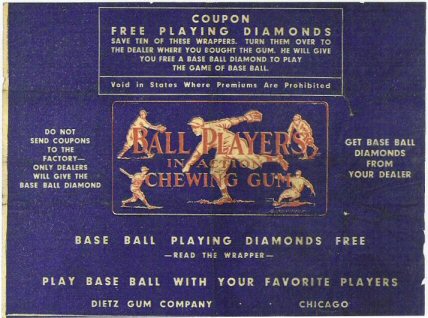 COUPON
FREE PLAYING DIAMONDS
SAVE TEN OF THESE WRAPPERS. TURN THEM OVER TO
THE DEALER WHERE YOU BOUGHT THE GUM. HE WILL GIVE
YOU FREE A BASE BALL DIAMOND TO PLAY
THE GAME OF BASE BALL.
Void in States Where Premiums Are Prohibited
DO NOT
SEND COUPONS
TO THE
FACTORY—
ONLY DEALERS
WILL GIVE THE
BASE BALL DIAMOND
BALL PLAYERS
IN ACTION
CHEWING GUM
GET BASE BALL
DIAMONDS
FROM
YOUR DEALER
BASE BALL PLAYING DIAMONDS FREE
—READ THE WRAPPER—
PLAY BASE BALL WITH YOUR FAVORITE PLAYERS
DIETZ GUM COMPANY CHICAGO